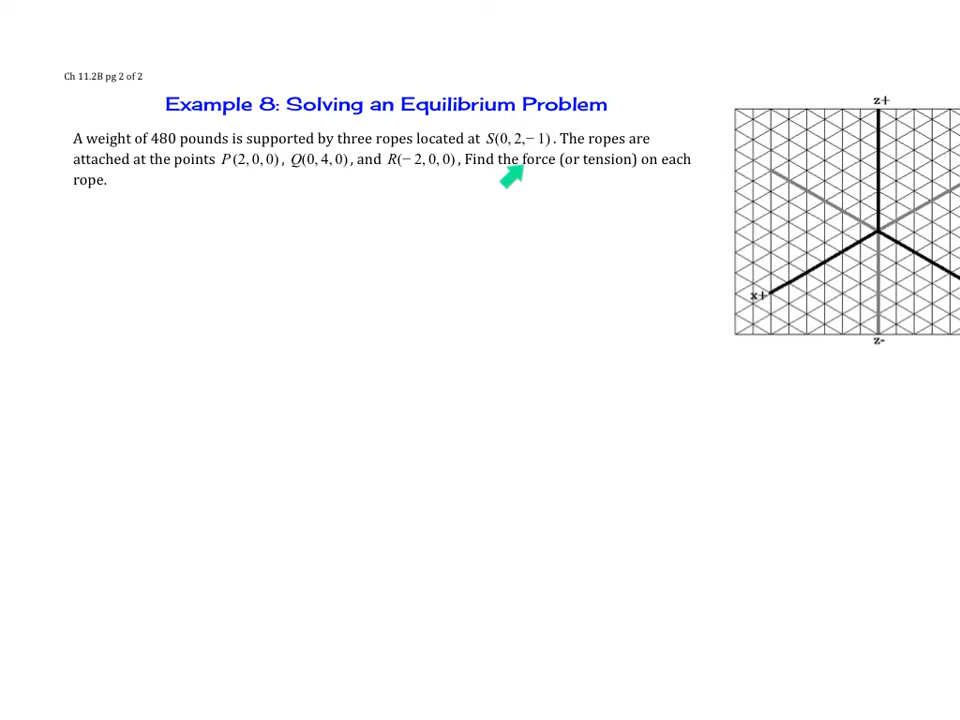 Ch 11.2B pg 2 of 2
Example 8: Solving an Equilibrium Problem
z+
A weight of 480 pounds is supported by three ropes located at S(0, 2,− 1). The ropes are
attached at the points P(2, 0, 0), Q(0, 4, 0), and R(− 2, 0, 0), Find the force (or tension) on each
rope.
x+
z-